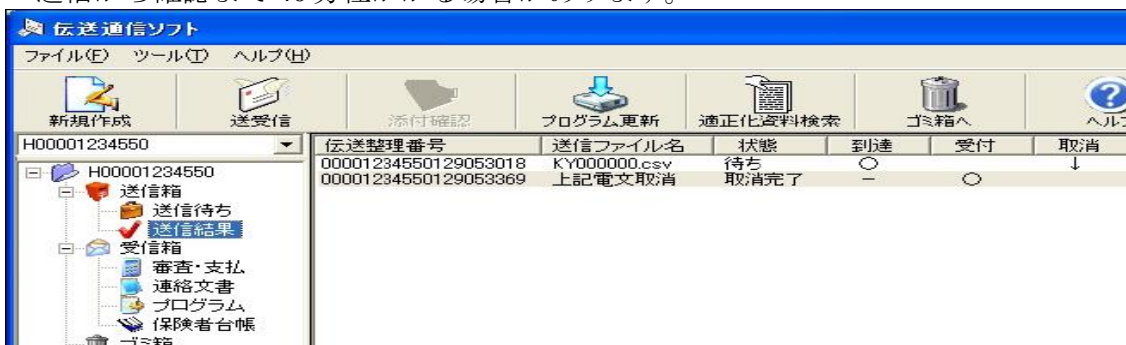 伝送通信ソフト
ファイル(F) ツール(T) ヘルプ(H)
新規作成 送受信 添付確認 プログラム更新 適正化資料検索 ゴミ箱へ
H00001234550
伝送整理番号 送信ファイル名 状態 到達 受付 取消
00001234550129053018 KY000000.csv 待ち ○ ↓
00001234550129053369 上記電文取消 取消完了 − ○
H00001234550
送信箱
送信待ち
送信結果
受信箱
審査・支払
連絡文書
プログラム
保険者台帳
ゴミ箱